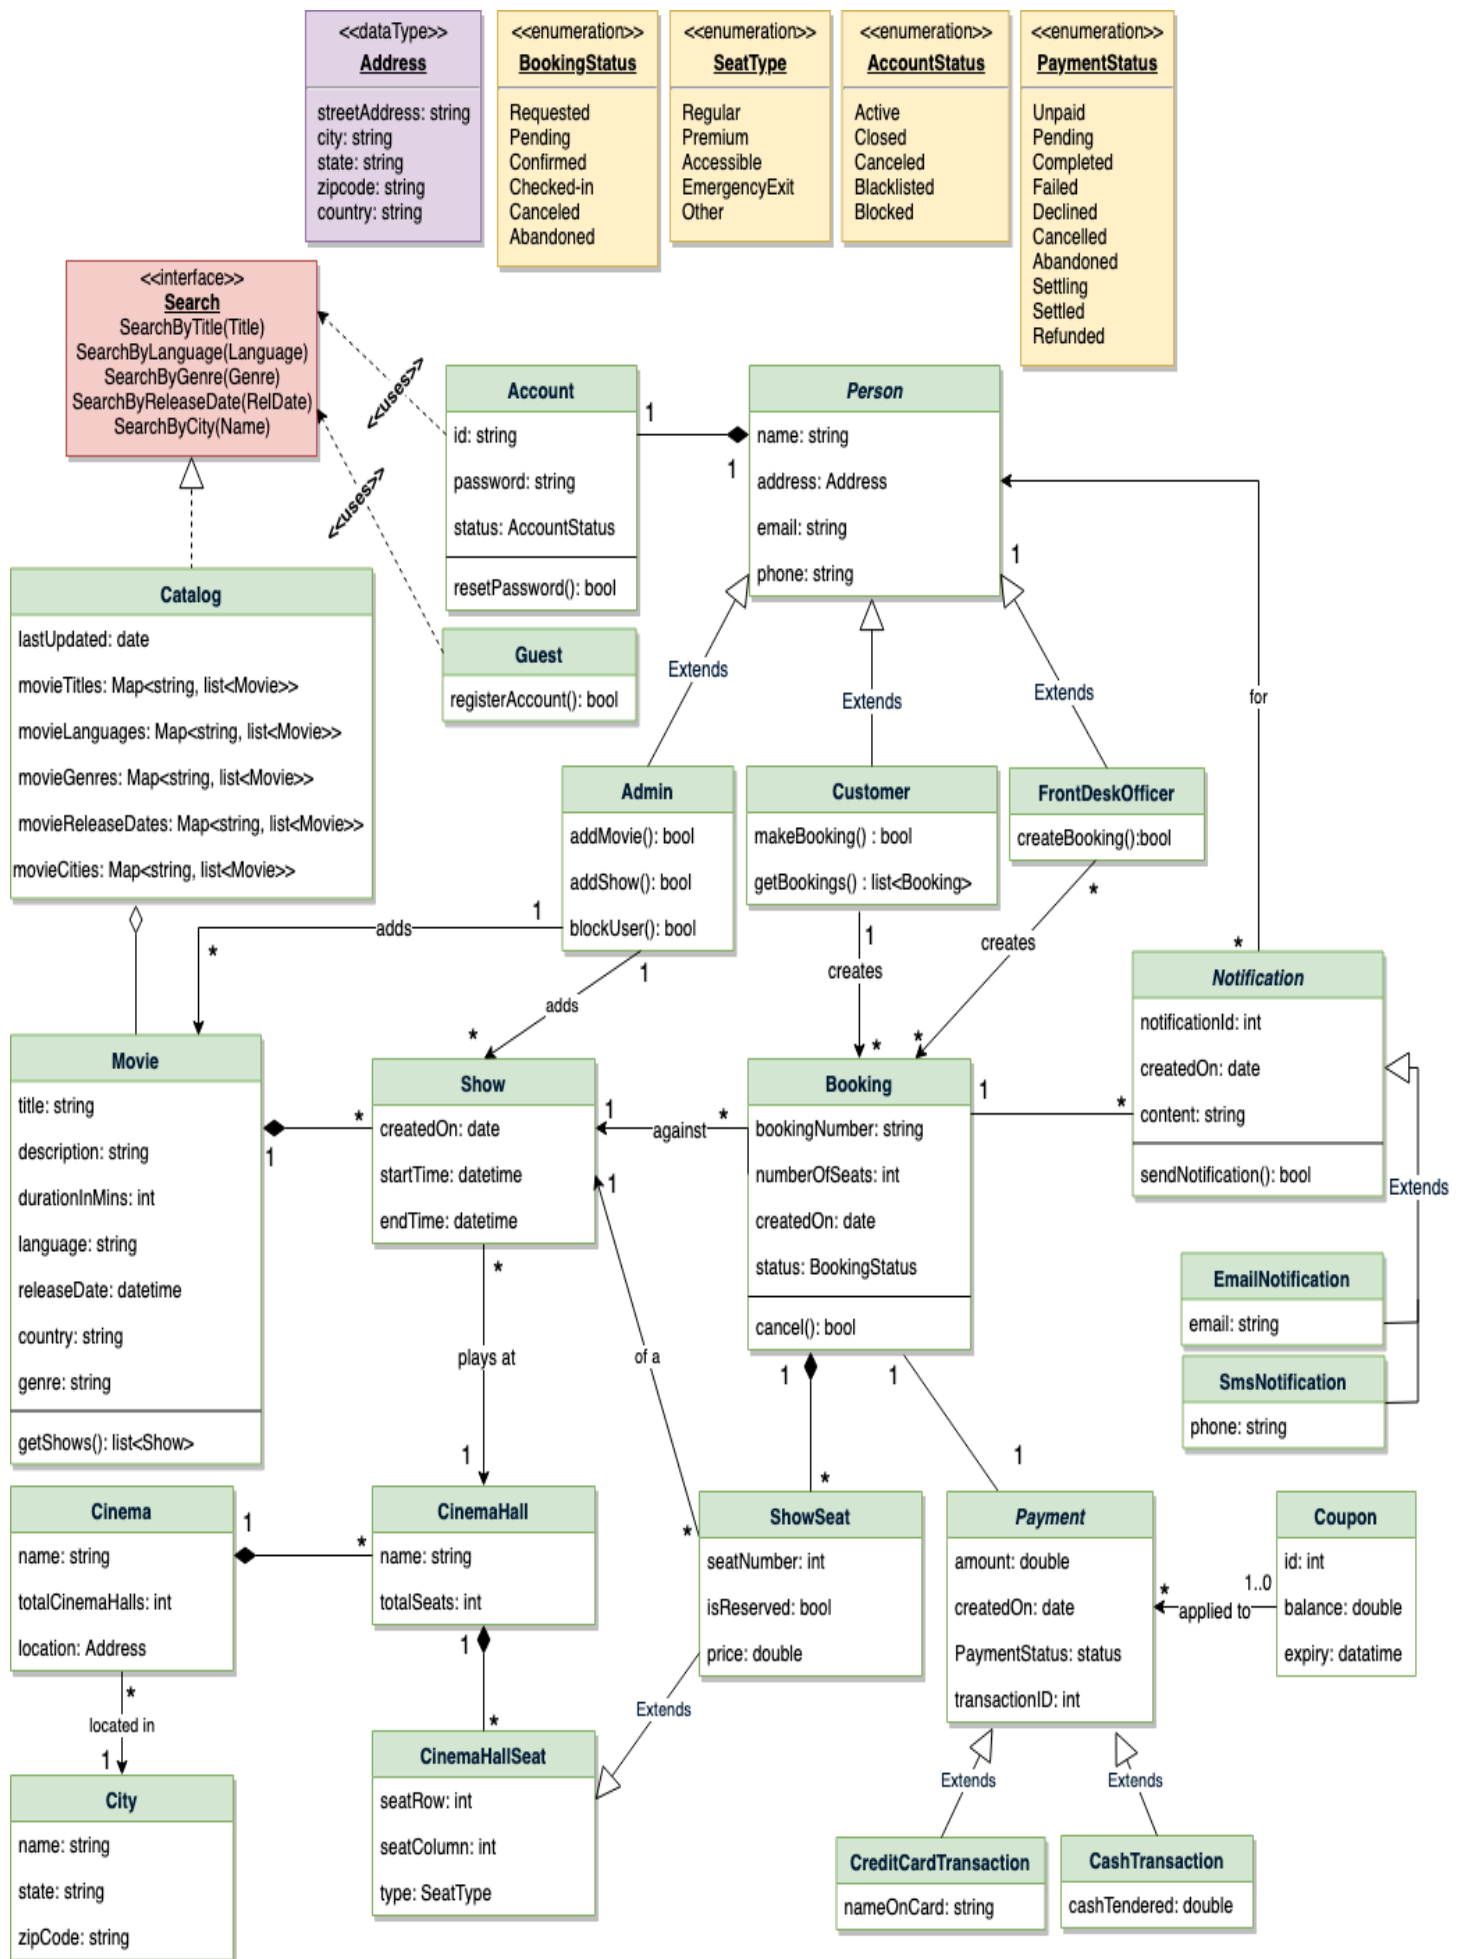 <<dataType>>
Address
streetAddress: string
city: string
state: string
zipcode: string
country: string
<<enumeration>>
BookingStatus
Requested
Pending
Confirmed
Checked-in
Canceled
Abandoned
<<enumeration>>
SeatType
Regular
Premium
Accessible
EmergencyExit
Other
<<enumeration>>
AccountStatus
Active
Closed
Canceled
Blacklisted
Blocked
<<enumeration>>
PaymentStatus
Unpaid
Pending
Completed
Failed
Declined
Cancelled
Abandoned
Settling
Settled
Refunded
<<interface>>
Search
SearchByTitle(Title)
SearchByLanguage(Language)
SearchByGenre(Genre)
SearchByReleaseDate(RelDate)
SearchByCity(Name)
<<uses>>
<<uses>>
Account
id: string
password: string
status: AccountStatus
resetPassword(): bool
1
1
Person
name: string
address: Address
email: string
phone: string
1
Guest
registerAccount(): bool
Catalog
lastUpdated: date
movieTitles: Map<string, list<Movie>>
movieLanguages: Map<string, list<Movie>>
movieGenres: Map<string, list<Movie>>
movieReleaseDates: Map<string, list<Movie>>
movieCities: Map<string, list<Movie>>
Extends
Extends
Extends
for
Admin
addMovie(): bool
addShow(): bool
blockUser(): bool
Customer
makeBooking() : bool
getBookings() : list<Booking>
FrontDeskOfficer
createBooking():bool
1
adds
*
1
adds
*
1
creates
*
*
creates
*
*
Notification
notificationId: int
createdOn: date
content: string
sendNotification(): bool
Extends
Movie
title: string
description: string
durationInMins: int
language: string
releaseDate: datetime
country: string
genre: string
getShows(): list<Show>
1
*
Show
createdOn: date
startTime: datetime
endTime: datetime
1
against
*
1
Booking
bookingNumber: string
numberOfSeats: int
createdOn: date
status: BookingStatus
cancel(): bool
1
*
EmailNotification
email: string
SmsNotification
phone: string
*
plays at
1
of a
*
1
*
1
1
Cinema
name: string
totalCinemaHalls: int
location: Address
1
*
CinemaHall
name: string
totalSeats: int
1
*
ShowSeat
seatNumber: int
isReserved: bool
price: double
Extends
Payment
amount: double
createdOn: date
PaymentStatus: status
transactionID: int
*
applied to
1..0
Coupon
id: int
balance: double
expiry: datatime
*
located in
1
City
name: string
state: string
zipCode: string
CinemaHallSeat
seatRow: int
seatColumn: int
type: SeatType
Extends
Extends
CreditCardTransaction
nameOnCard: string
CashTransaction
cashTendered: double